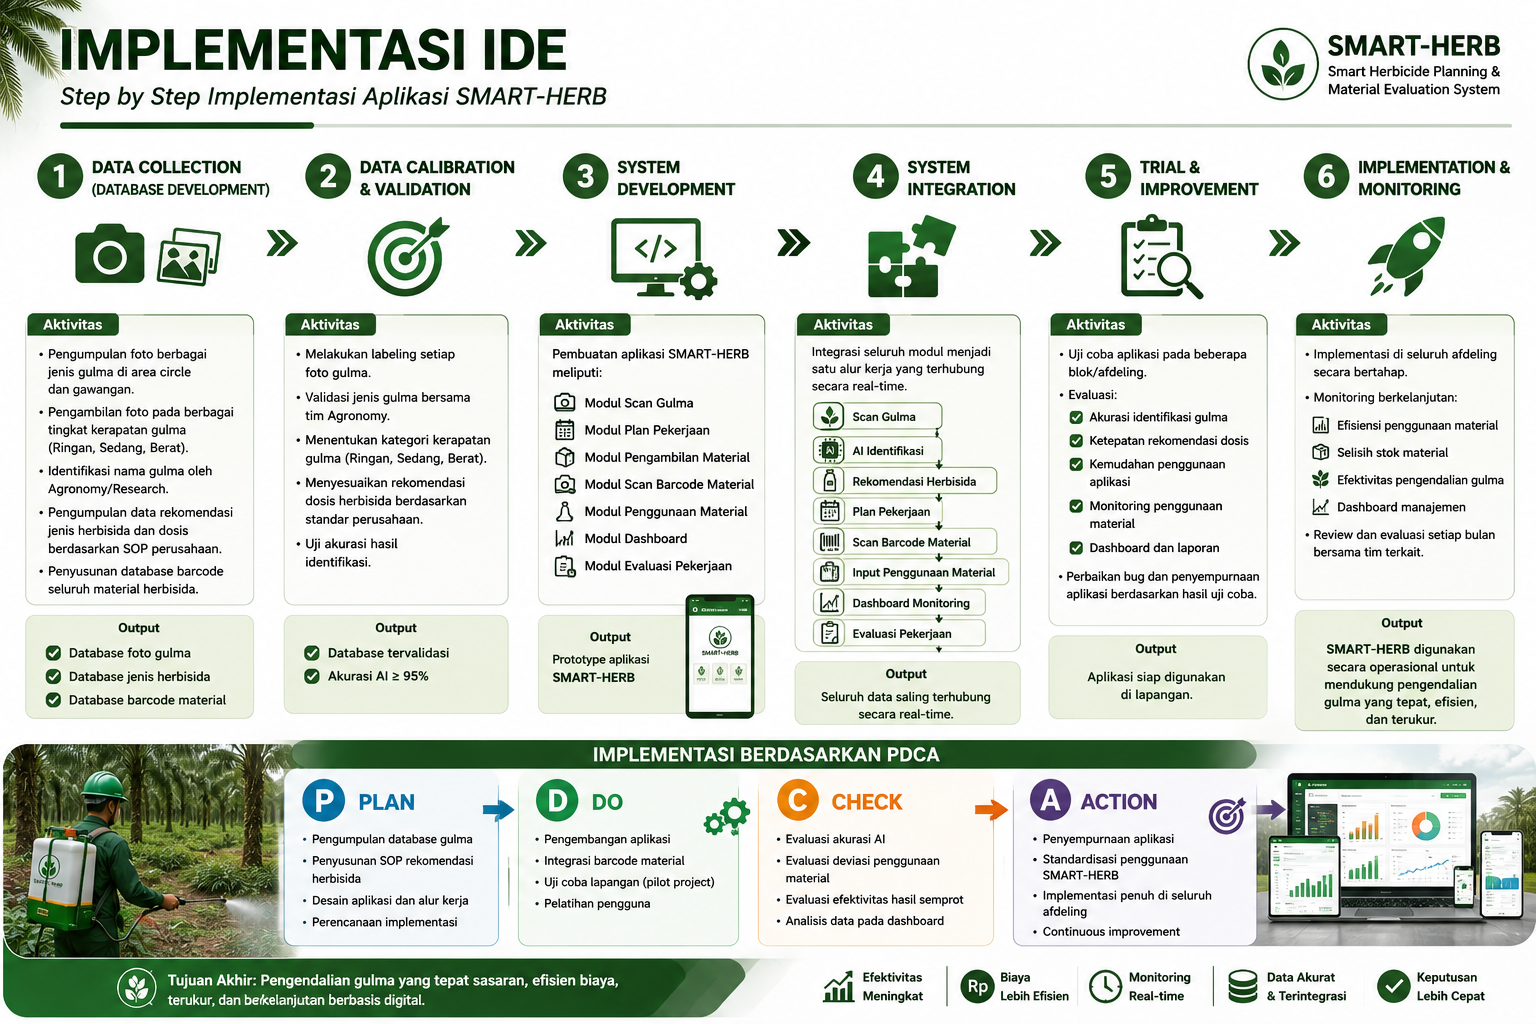 IMPLEMENTASI IDE
Step by Step Implementasi Aplikasi SMART-HERB
SMART-HERB
Smart Herbicide Planning &
Material Evaluation System
1
DATA COLLECTION
(DATABASE DEVELOPMENT)
Aktivitas
• Pengumpulan foto berbagai
jenis gulma di area circle
dan gawangan.
• Pengambilan foto pada berbagai
tingkat kerapatan gulma
(Ringan, Sedang, Berat).
• Identifikasi nama gulma oleh
Agronomy/Research.
• Pengumpulan data rekomendasi
jenis herbisida dan dosis
berdasarkan SOP perusahaan.
• Penyusunan database barcode
seluruh material herbisida.
Output
Database foto gulma
Database jenis herbisida
Database barcode material
2
DATA CALIBRATION
& VALIDATION
Aktivitas
• Melakukan labeling setiap
foto gulma.
• Validasi jenis gulma bersama
tim Agronomy.
• Menentukan kategori kerapatan
gulma (Ringan, Sedang, Berat).
• Menyesuaikan rekomendasi
dosis herbisida berdasarkan
standar perusahaan.
• Uji akurasi hasil
identifikasi.
Output
Database tervalidasi
Akurasi AI ≥ 95%
3
SYSTEM
DEVELOPMENT
</>
Aktivitas
Pembuatan aplikasi SMART-HERB
meliputi:
Modul Scan Gulma
Modul Plan Pekerjaan
Modul Pengambilan Material
Modul Scan Barcode Material
Modul Penggunaan Material
Modul Dashboard
Modul Evaluasi Pekerjaan
Output
Prototype aplikasi
SMART-HERB
SMART-HERB
4
SYSTEM
INTEGRATION
Aktivitas
Integrasi seluruh modul menjadi
satu alur kerja yang terhubung
secara real-time.
Scan Gulma
AI
AI Identifikasi
Rekomendasi Herbisida
Plan Pekerjaan
Scan Barcode Material
Input Penggunaan Material
Dashboard Monitoring
Evaluasi Pekerjaan
Output
Seluruh data saling terhubung
secara real-time.
5
TRIAL &
IMPROVEMENT
Aktivitas
• Uji coba aplikasi pada beberapa
blok/afdeling.
• Evaluasi:
Akurasi identifikasi gulma
Ketepatan rekomendasi dosis
Kemudahan penggunaan
aplikasi
Monitoring penggunaan
material
Dashboard dan laporan
• Perbaikan bug dan penyempurnaan
aplikasi berdasarkan hasil uji coba.
Output
Aplikasi siap digunakan
di lapangan.
6
IMPLEMENTATION &
MONITORING
Aktivitas
• Implementasi di seluruh afdeling
secara bertahap.
• Monitoring berkelanjutan:
Efisiensi penggunaan material
Selisih stok material
Efektivitas pengendalian gulma
Dashboard manajemen
• Review dan evaluasi setiap bulan
bersama tim terkait.
Output
SMART-HERB digunakan
secara operasional untuk
mendukung pengendalian
gulma yang tepat, efisien,
dan terukur.
IMPLEMENTASI BERDASARKAN PDCA
P PLAN
• Pengumpulan database gulma
• Penyusunan SOP rekomendasi
herbisida
• Desain aplikasi dan alur kerja
• Perencanaan implementasi
D DO
• Pengembangan aplikasi
• Integrasi barcode material
• Uji coba lapangan (pilot project)
• Pelatihan pengguna
C CHECK
• Evaluasi akurasi AI
• Evaluasi deviasi penggunaan
material
• Evaluasi efektivitas hasil semprot
• Analisis data pada dashboard
A ACTION
• Penyempurnaan aplikasi
• Standardisasi penggunaan
SMART-HERB
• Implementasi penuh di seluruh
afdeling
• Continuous improvement
Tujuan Akhir: Pengendalian gulma yang tepat sasaran, efisien biaya,
terukur, dan berkelanjutan berbasis digital.
Efektivitas
Meningkat
Rp
Biaya
Lebih Efisien
Monitoring
Real-time
Data Akurat
& Terintegrasi
Keputusan
Lebih Cepat